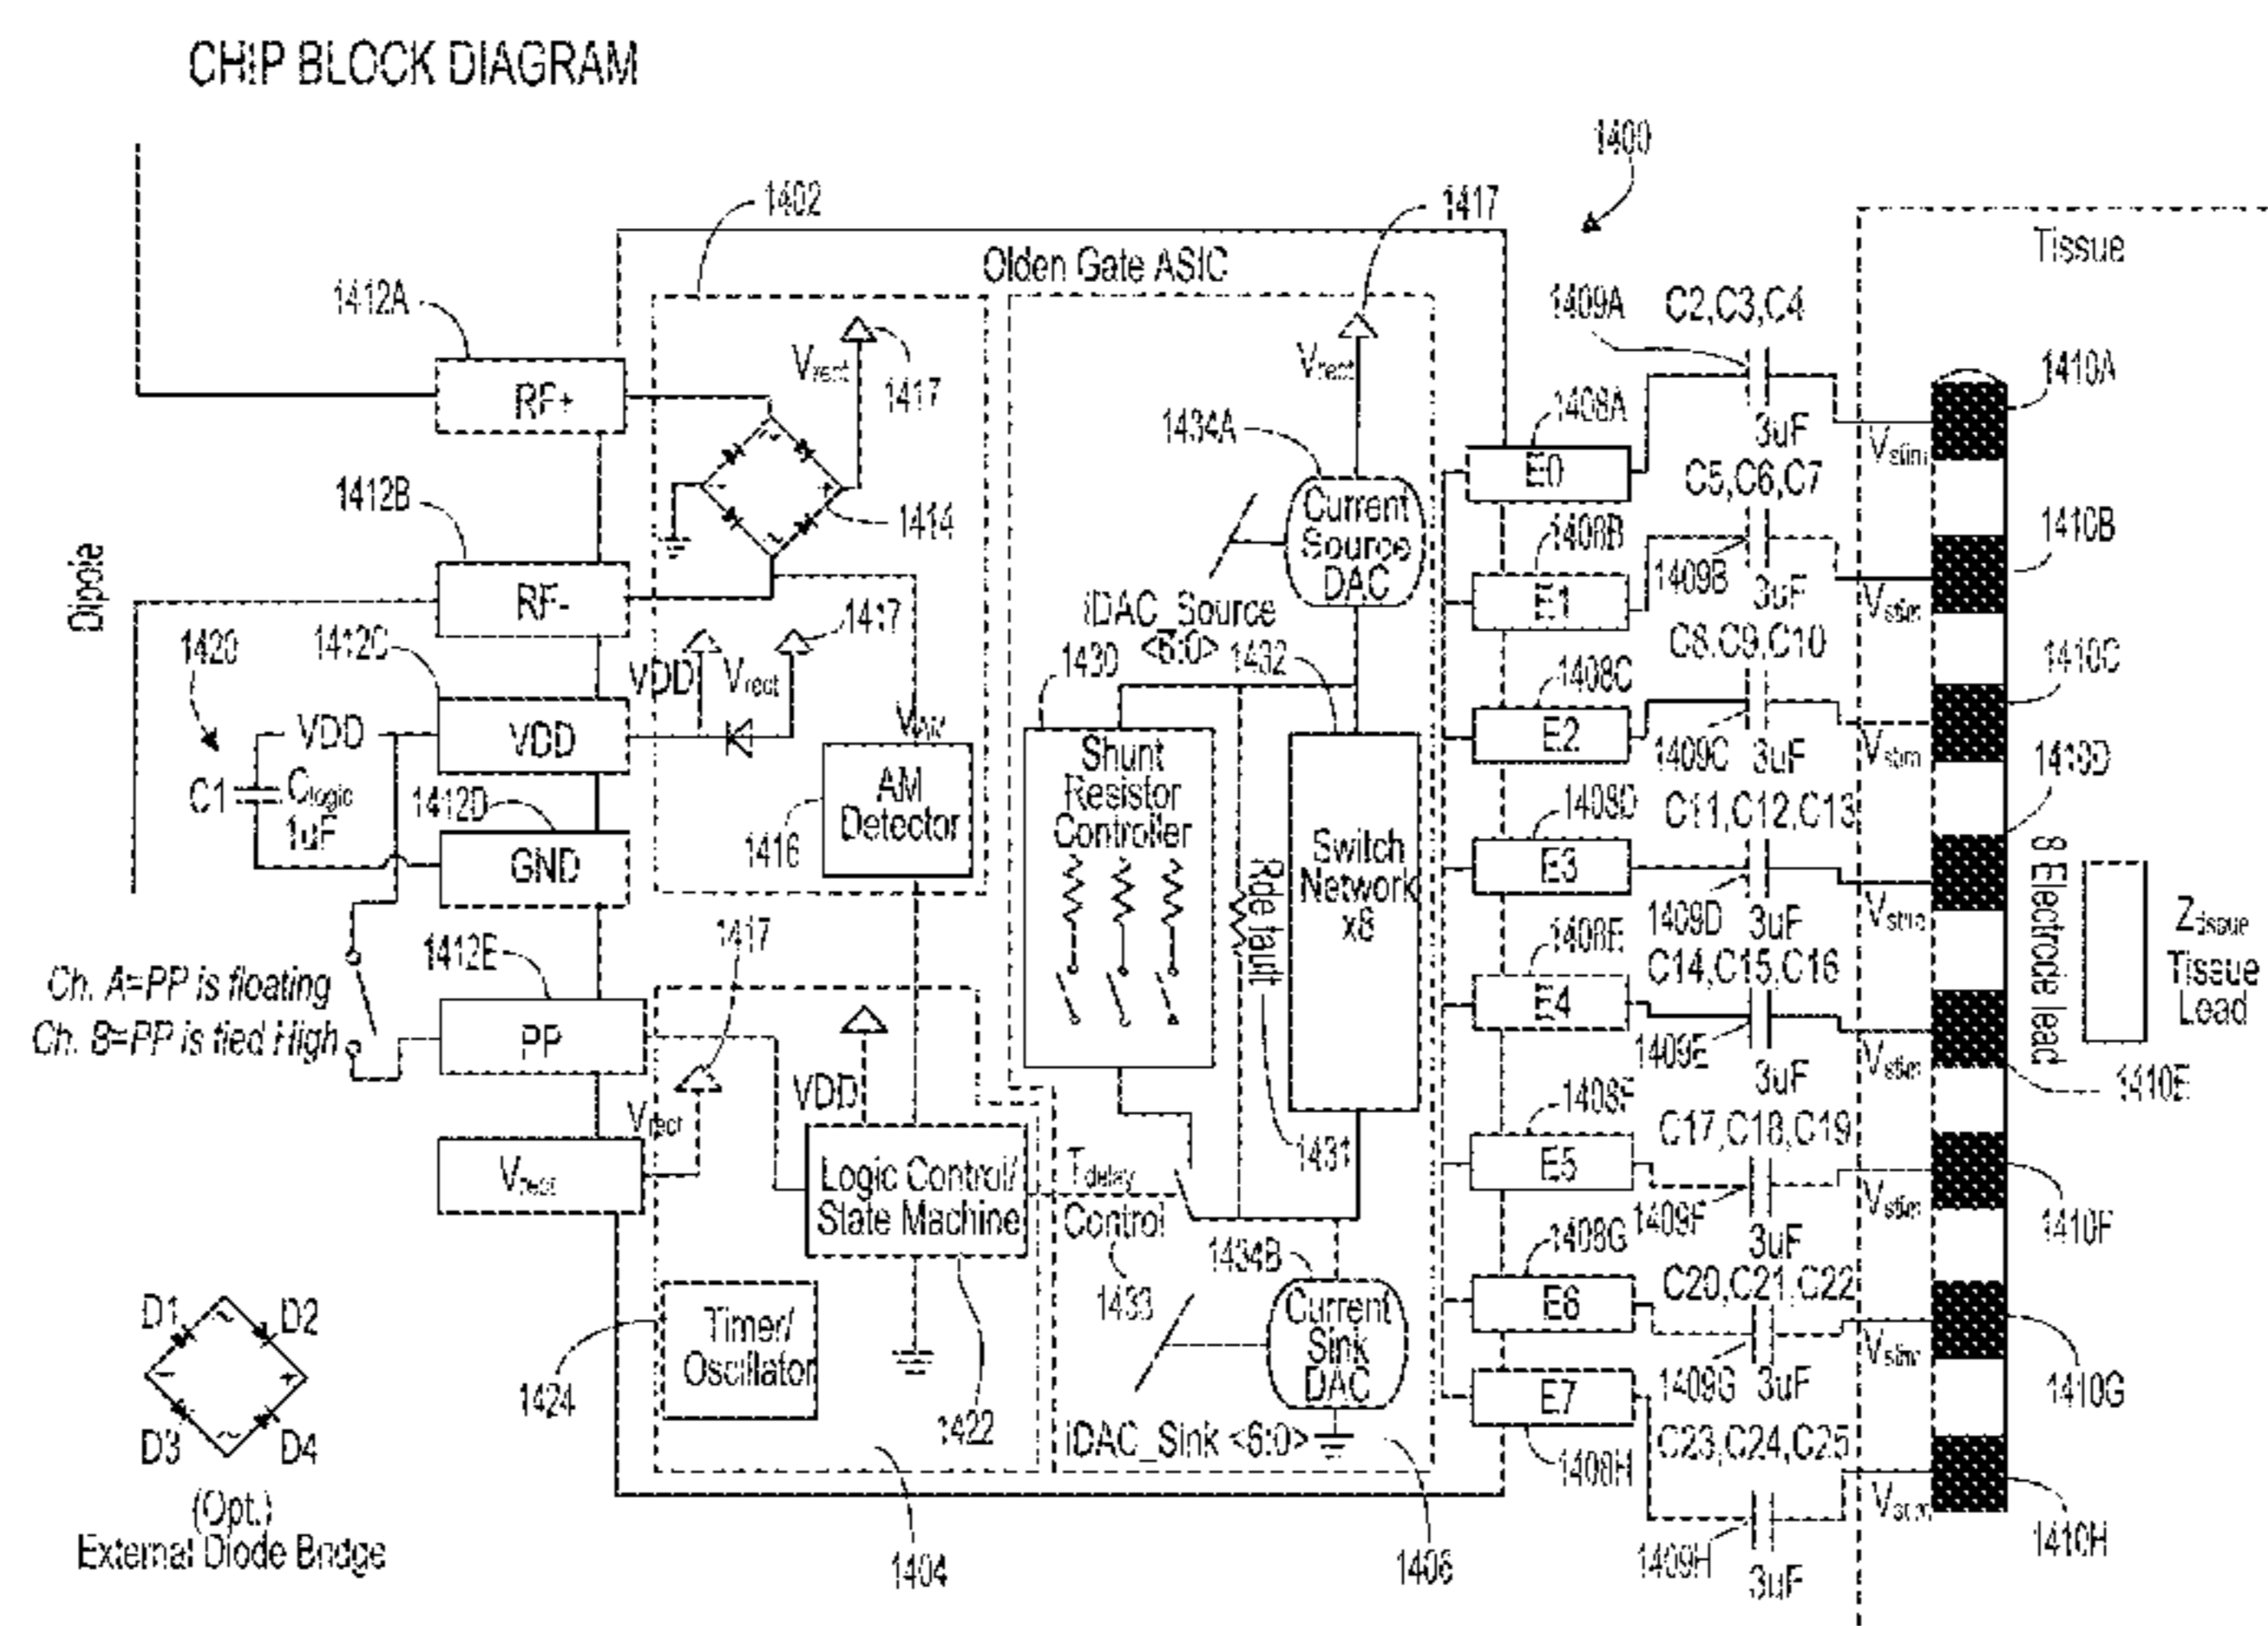 CHIP BLOCK DIAGRAM
1400
1402
1417
Olden Gate ASIC
Tissue
1412A
RF+
Vrect
1417
1414
1412B
RF-
Dipole
1420
1412C
VDD
VDD
VDD
Vrect
1417
C1
Clogic
1uF
1412D
GND
1416
AM
Detector
Ch. A=PP is floating
Ch. B=PP is tied High
1412E
PP
1417
Vrect
Vrect
VDD
Logic Control/
State Machine
Timer/
Oscillator
1424
1422
1404
D1
D2
D3
D4
(Opt.)
External Diode Bridge
Vrect
1434A
Current
Source
DAC
iDAC_Source
<6:0>
1430
1432
Shunt
Resistor
Controller
Rdefault
1431
Switch
Network
x8
Tdelay
Control
1433
1434B
Current
Sink
DAC
iDAC_Sink <6:0>
1406
1408A
E0
1409A
C2,C3,C4
3uF
Vstim
1410A
1408B
E1
1409B
C5,C6,C7
3uF
Vstim
1410B
1408C
E2
1409C
C8,C9,C10
3uF
Vstim
1410C
1408D
E3
1409D
C11,C12,C13
3uF
Vstim
1410D
1408E
E4
1409E
C14,C15,C16
3uF
Vstim
1410E
1408F
E5
1409F
C17,C18,C19
3uF
Vstim
1410F
1408G
E6
1409G
C20,C21,C22
3uF
Vstim
1410G
1408H
E7
1409H
C23,C24,C25
3uF
Vstim
1410H
8 Electrode lead
Ztissue
Tissue
Lead